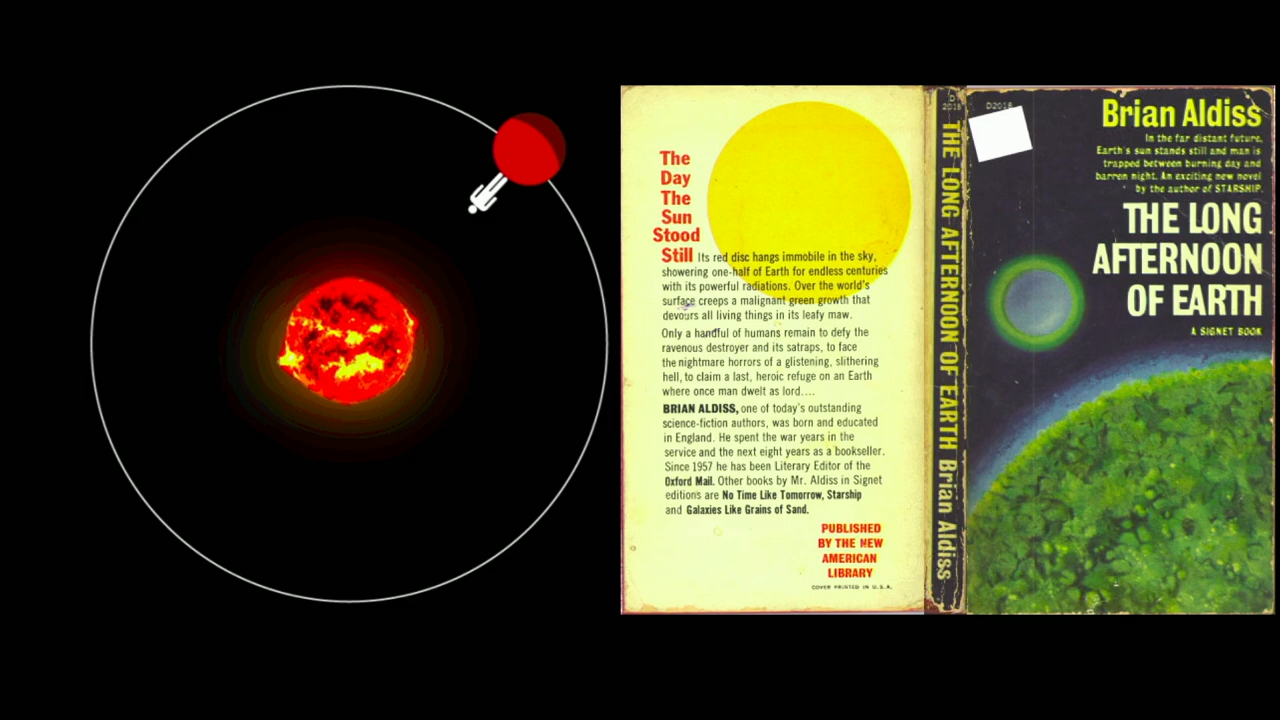 The
Day
The
Sun
Stood
Still Its red disc hangs immobile in the sky,
showering one-half of Earth for endless centuries
with its powerful radiations. Over the world's
surface creeps a malignant green growth that
devours all living things in its leafy maw.
Only a handful of humans remain to defy the
ravenous destroyer and its satraps, to face
the nightmare horrors of a glistening, slithering
hell, to claim a last, heroic refuge on an Earth
where once man dwelt as lord....
BRIAN ALDISS, one of today's outstanding
science-fiction authors, was born and educated
in England. He spent the war years in the
service and the next eight years as a bookseller.
Since 1957 he has been Literary Editor of the
Oxford Mail. Other books by Mr. Aldiss in Signet
editions are No Time Like Tomorrow, Starship
and Galaxies Like Grains of Sand.
PUBLISHED
BY THE NEW
AMERICAN
LIBRARY
COVER PRINTED IN U.S.A.
D
2018
THE LONG AFTERNOON OF EARTH Brian Aldiss
D2018
Brian Aldiss
In the far distant future,
Earth's sun stands still and man is
trapped between burning day and
barren night. An exciting new novel
by the author of STARSHIP.
THE LONG
AFTERNOON
OF EARTH
A SIGNET BOOK